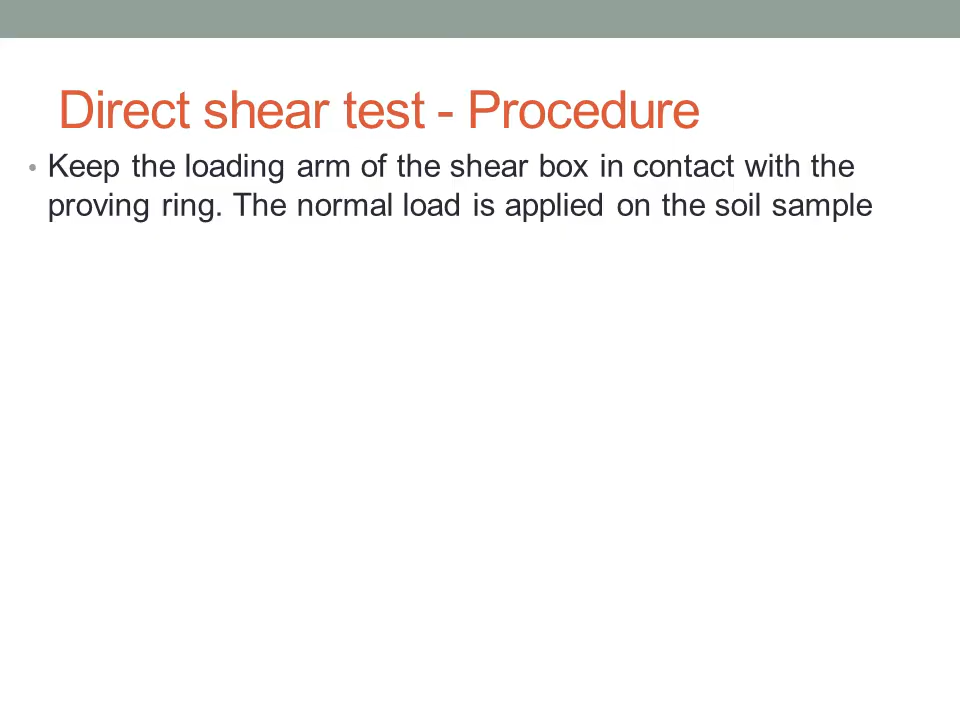 Direct shear test - Procedure
• Keep the loading arm of the shear box in contact with the
proving ring. The normal load is applied on the soil sample